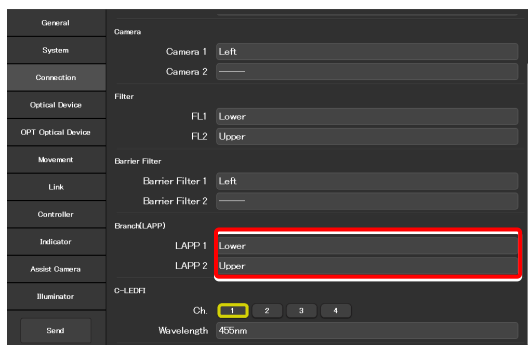 General
System
Connection
Optical Device
OPT Optical Device
Movement
Link
Controller
Indicator
Assist Camera
Illuminator
Send
Camera
Camera 1 Left
Camera 2 ——
Filter
FL1 Lower
FL2 Upper
Barrier Filter
Barrier Filter 1 Left
Barrier Filter 2 ——
Branch(LAPP)
LAPP 1 Lower
LAPP 2 Upper
C-LEDFI
Ch. 1 2 3 4
Wavelength 455nm